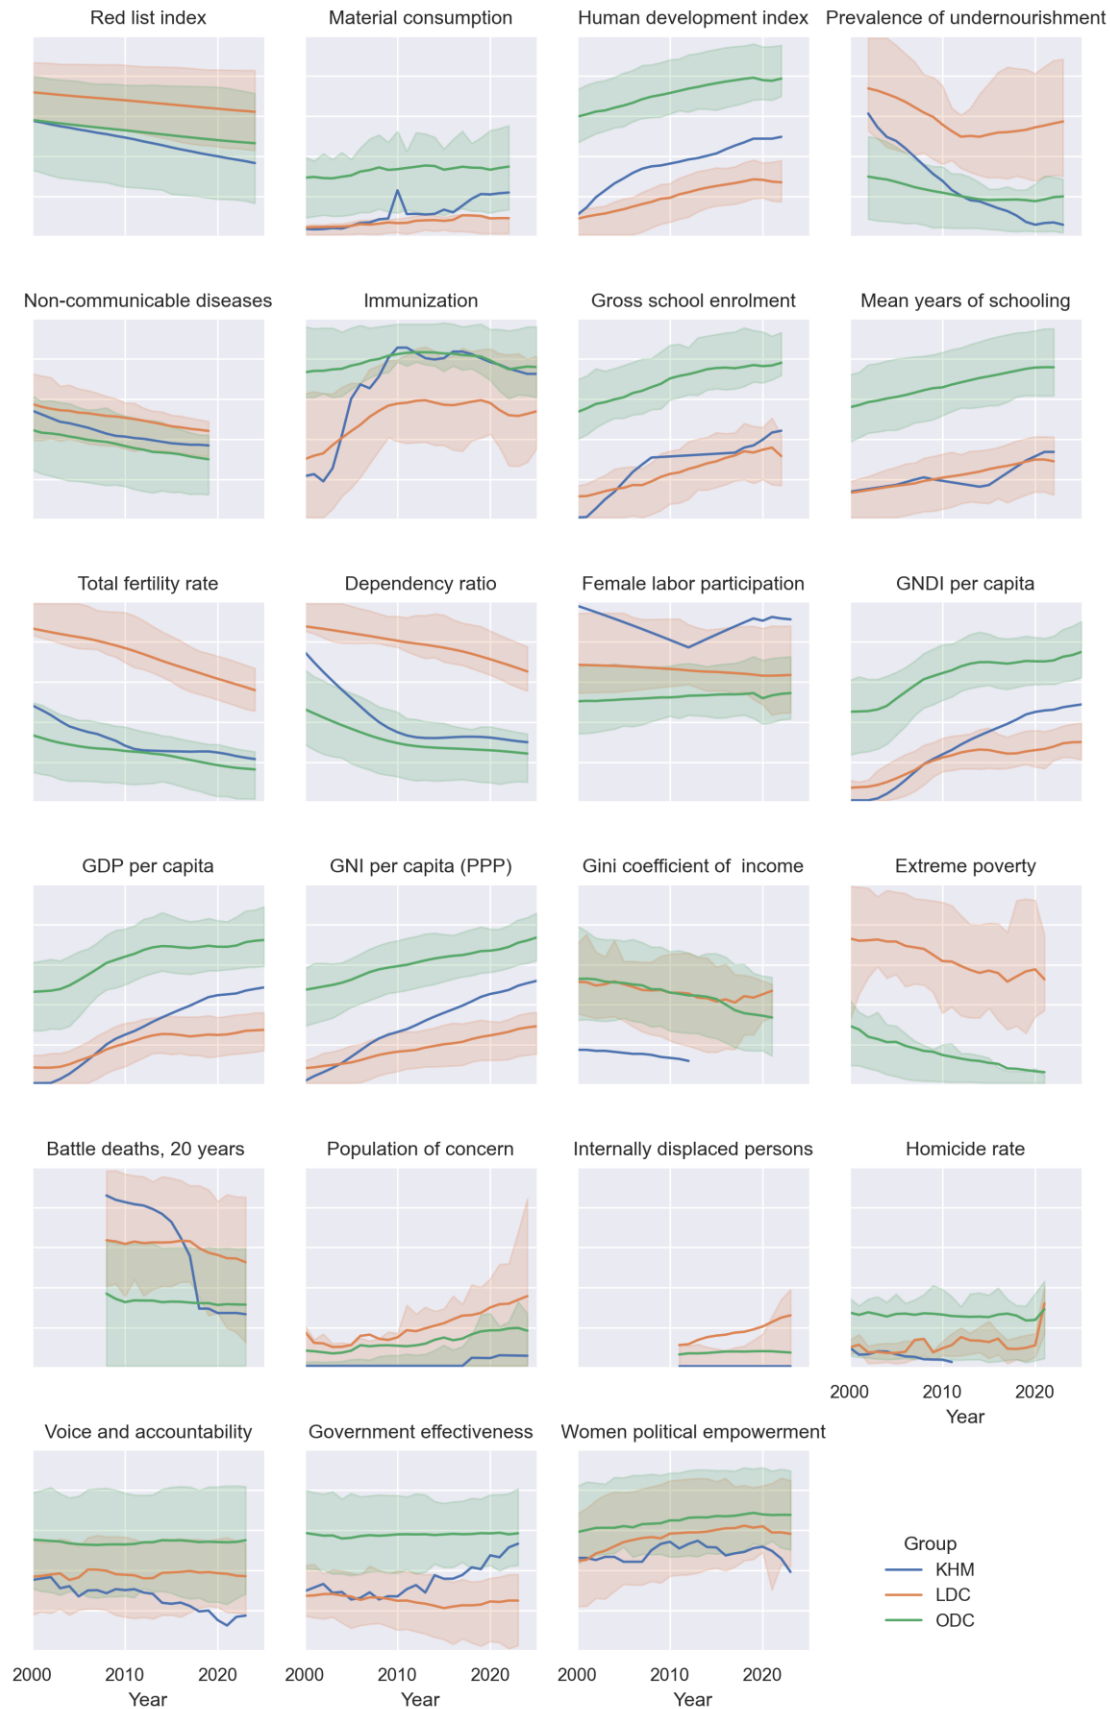 Red list index
Material consumption
Human development index
Prevalence of undernourishment
Non-communicable diseases
Immunization
Gross school enrolment
Mean years of schooling
Total fertility rate
Dependency ratio
Female labor participation
GNDI per capita
GDP per capita
GNI per capita (PPP)
Gini coefficient of  income
Extreme poverty
Battle deaths, 20 years
Population of concern
Internally displaced persons
Homicide rate
2000 2010 2020
Year
Voice and accountability
Government effectiveness
Women political empowerment
Group
KHM
LDC
ODC
2000 2010 2020
Year
2000 2010 2020
Year
2000 2010 2020
Year